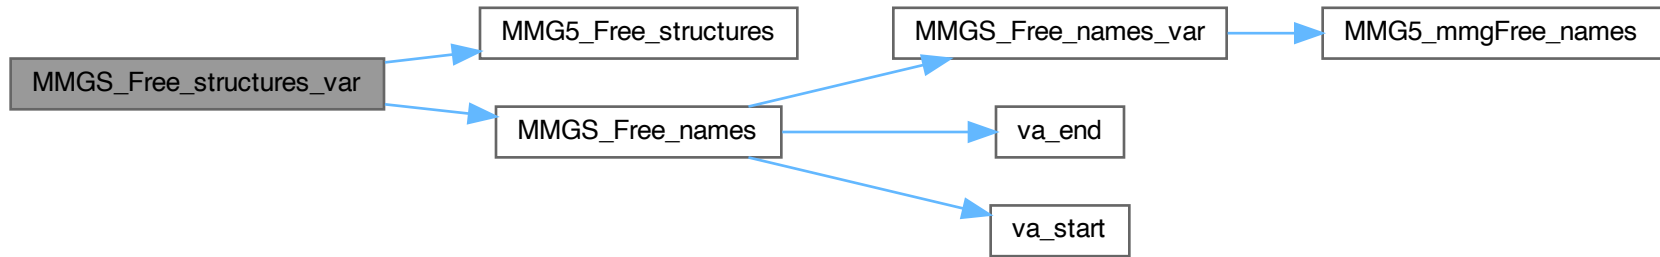 MMGS_Free_structures_var
MMG5_Free_structures
MMGS_Free_names
MMGS_Free_names_var
va_end
va_start
MMG5_mmgFree_names